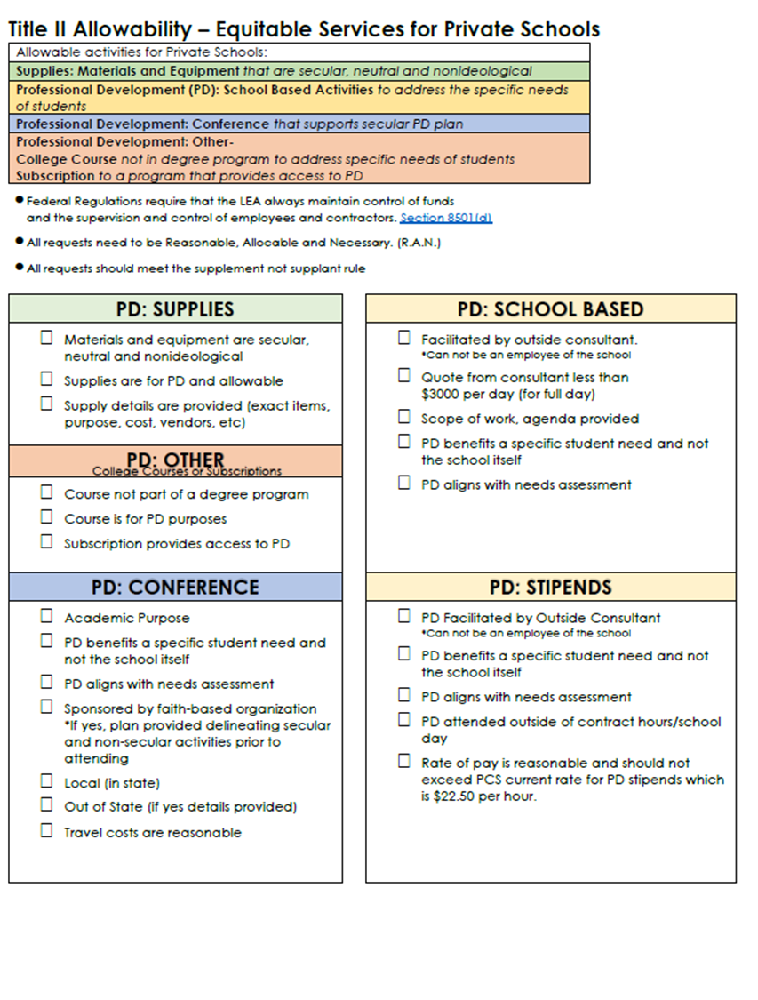 Title II Allowability – Equitable Services for Private Schools
Allowable activities for Private Schools:
Supplies: Materials and Equipment that are secular, neutral and nonideological
Professional Development (PD): School Based Activities to address the specific needs
of students
Professional Development: Conference that supports secular PD plan
Professional Development: Other-
College Course not in degree program to address specific needs of students
Subscription to a program that provides access to PD
• Federal Regulations require that the LEA always maintain control of funds
and the supervision and control of employees and contractors. Section 8501(d)
• All requests need to be Reasonable, Allocable and Necessary. (R.A.N.)
• All requests should meet the supplement not supplant rule
PD: SUPPLIES
☐ Materials and equipment are secular,
neutral and nonideological
☐ Supplies are for PD and allowable
☐ Supply details are provided (exact items,
purpose, cost, vendors, etc)
PD: OTHER
College Courses or Subscriptions
☐ Course not part of a degree program
☐ Course is for PD purposes
☐ Subscription provides access to PD
PD: CONFERENCE
☐ Academic Purpose
☐ PD benefits a specific student need and
not the school itself
☐ PD aligns with needs assessment
☐ Sponsored by faith-based organization
*If yes, plan provided delineating secular
and non-secular activities prior to
attending
☐ Local (in state)
☐ Out of State (if yes details provided)
☐ Travel costs are reasonable
PD: SCHOOL BASED
☐ Facilitated by outside consultant.
*Can not be an employee of the school
☐ Quote from consultant less than
$3000 per day (for full day)
☐ Scope of work, agenda provided
☐ PD benefits a specific student need and not
the school itself
☐ PD aligns with needs assessment
PD: STIPENDS
☐ PD Facilitated by Outside Consultant
*Can not be an employee of the school
☐ PD benefits a specific student need and not
the school itself
☐ PD aligns with needs assessment
☐ PD attended outside of contract hours/school
day
☐ Rate of pay is reasonable and should not
exceed PCS current rate for PD stipends which
is $22.50 per hour.